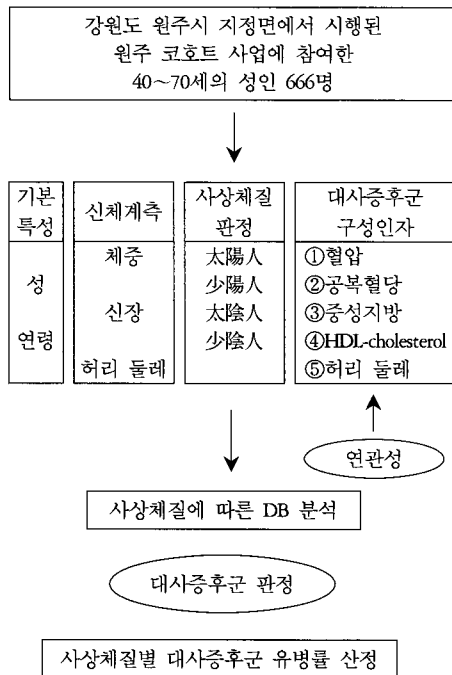 강원도 원주시 지정면에서 시행된
원주 코호트 사업에 참여한
40～70세의 성인 666명
기본
특성
성
연령
신체계측
체중
신장
허리 둘레
사상체질
판정
太陽人
少陽人
太陰人
少陰人
대사증후군
구성인자
①혈압
②공복혈당
③중성지방
④HDL-cholesterol
⑤허리 둘레
연관성
사상체질에 따른 DB 분석
대사증후군 판정
사상체질별 대사증후군 유병률 산정